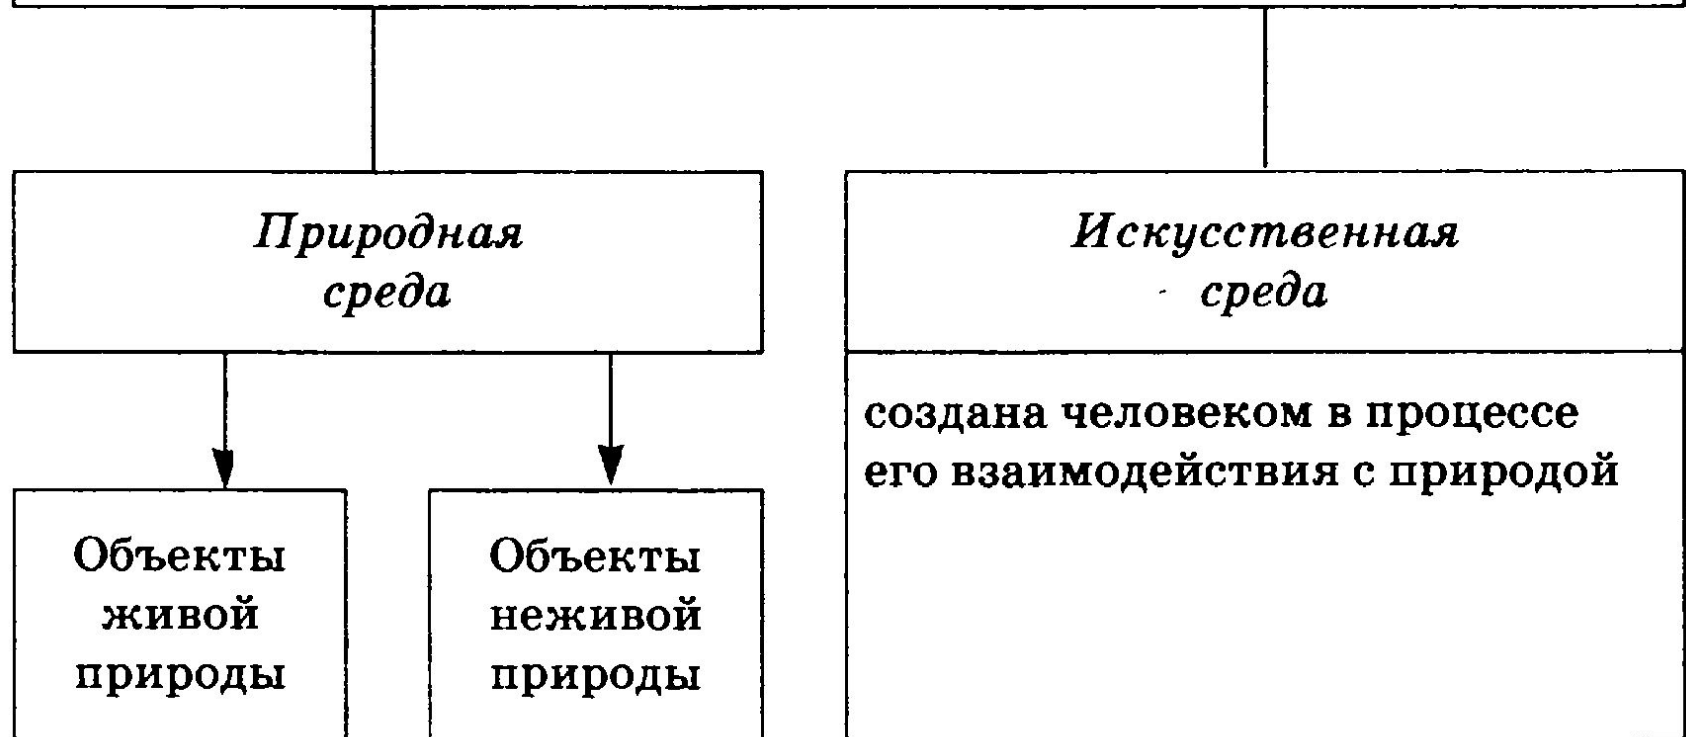 Природная
среда
Искусственная
среда
создана человеком в процессе
его взаимодействия с природой
Объекты
живой
природы
Объекты
неживой
природы